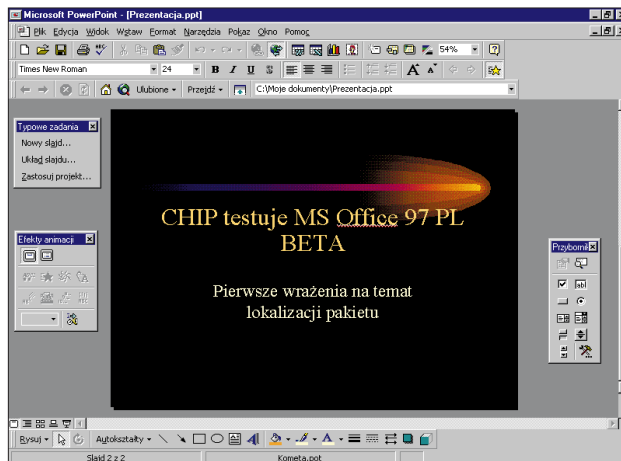 Microsoft PowerPoint - [Prezentacja.ppt]
Plik Edycja Widok Wstaw Format Narzędzia Pokaz Okno Pomoc
54%
Times New Roman 24 B I U S
Ulubione Przejdź C:\Moje dokumenty\Prezentacja.ppt
Typowe zadania
Nowy slajd...
Układ slajdu...
Zastosuj projekt...
CHIP testuje MS Office 97 PL
BETA
Efekty animacji
Przybornik
Pierwsze wrażenia na temat
lokalizacji pakietu
Rysuj Autokształty
Slajd 2 z 2 Kometa.pot